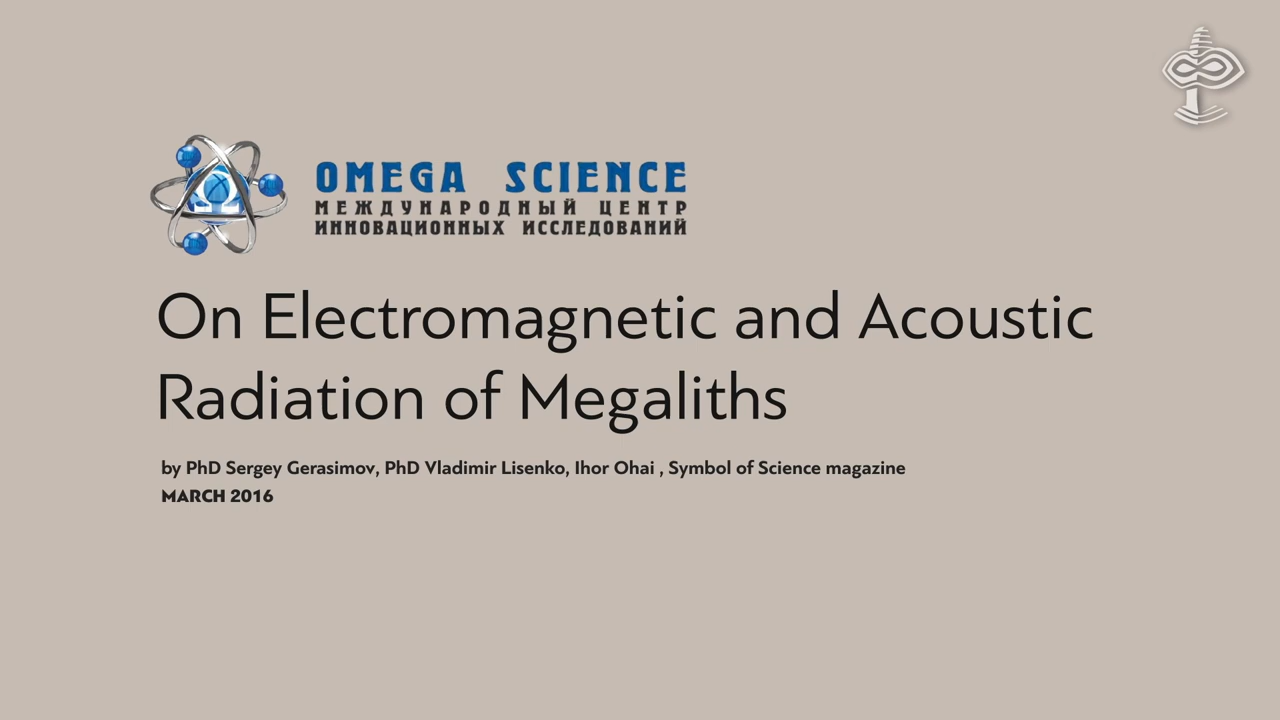 OMEGA SCIENCE
МЕЖДУНАРОДНЫЙ ЦЕНТР
ИННОВАЦИОННЫХ ИССЛЕДОВАНИЙ
On Electromagnetic and Acoustic
Radiation of Megaliths
by PhD Sergey Gerasimov, PhD Vladimir Lisenko, Ihor Ohai , Symbol of Science magazine
MARCH 2016